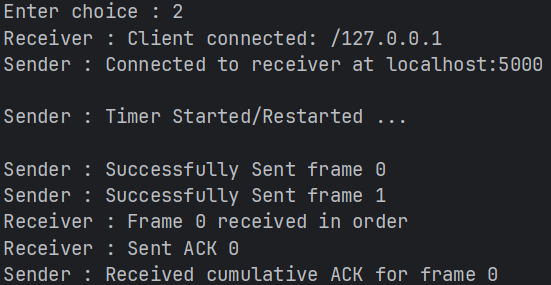 Enter choice : 2
Receiver : Client connected: /127.0.0.1
Sender : Connected to receiver at localhost:5000
Sender : Timer Started/Restarted ...
Sender : Successfully Sent frame 0
Sender : Successfully Sent frame 1
Receiver : Frame 0 received in order
Receiver : Sent ACK 0
Sender : Received cumulative ACK for frame 0